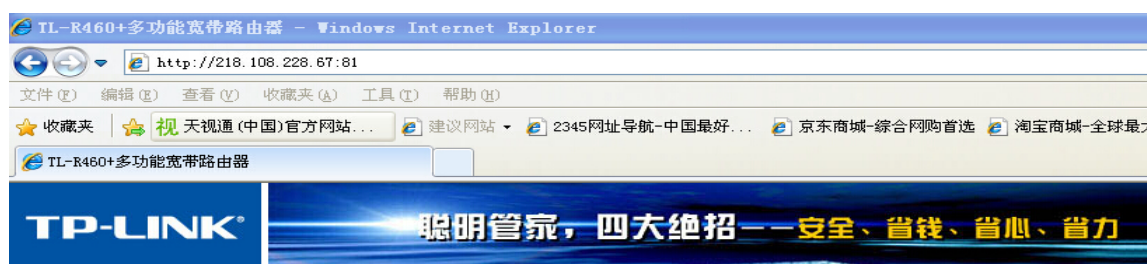 TL-R460+多功能宽带路由器 - Windows Internet Explorer
http://218.108.228.67:81
文件(F) 编辑(E) 查看(V) 收藏夹(A) 工具(T) 帮助(H)
收藏夹 视 天视通(中国)官方网站... 建议网站 2345网址导航-中国最好... 京东商城-综合网购首选 淘宝商城-全球最
TL-R460+多功能宽带路由器
TP-LINK® 聪明管家，四大绝招——安全、省钱、省心、省力